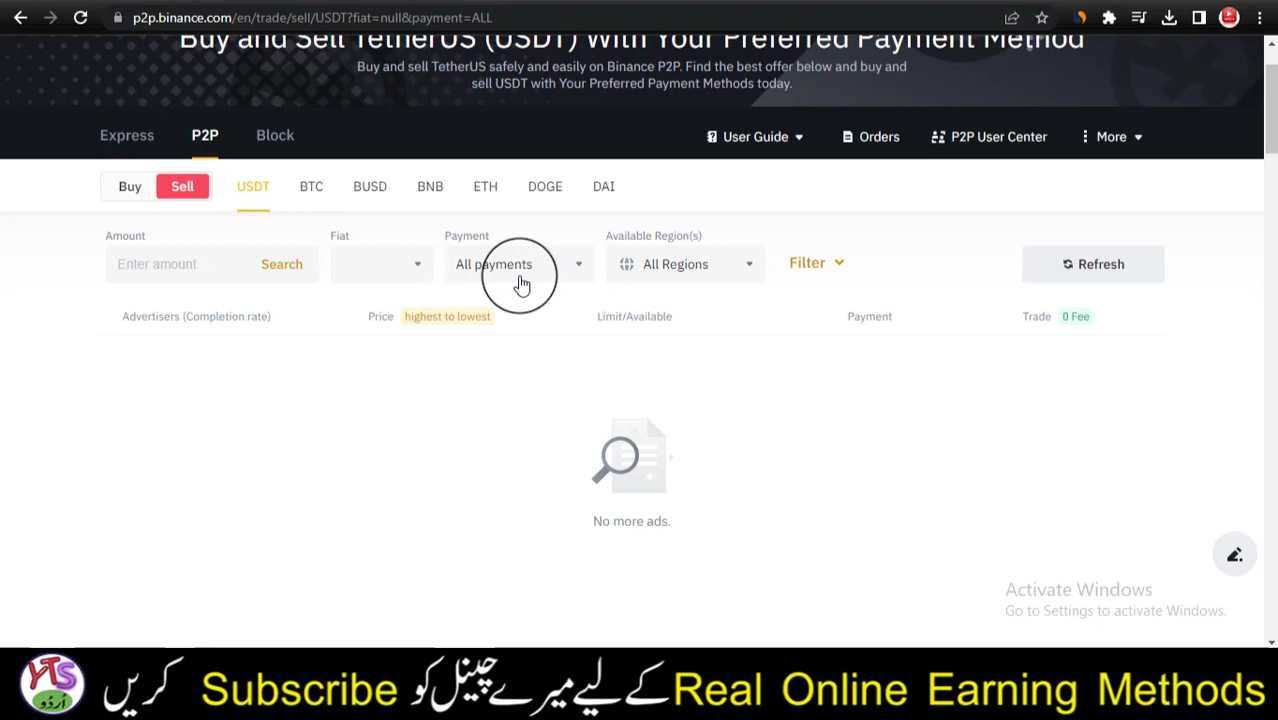 p2p.binance.com/en/trade/sell/USDT?fiat=null&payment=ALL
Buy and Sell TetherUS (USDT) With Your Preferred Payment Method
Buy and sell TetherUS safely and easily on Binance P2P. Find the best offer below and buy and
sell USDT with Your Preferred Payment Methods today.
Express P2P Block User Guide Orders P2P User Center More
Buy Sell USDT BTC BUSD BNB ETH DOGE DAI
Amount Fiat Payment Available Region(s)
Enter amount Search All payments All Regions Filter Refresh
Advertisers (Completion rate) Price highest to lowest Limit/Available Payment Trade 0 Fee
No more ads.
Activate Windows
Go to Settings to activate Windows.
YTS اُردُو
Real Online Earning Methods کے لیے میرے چینل کو Subscribe کریں